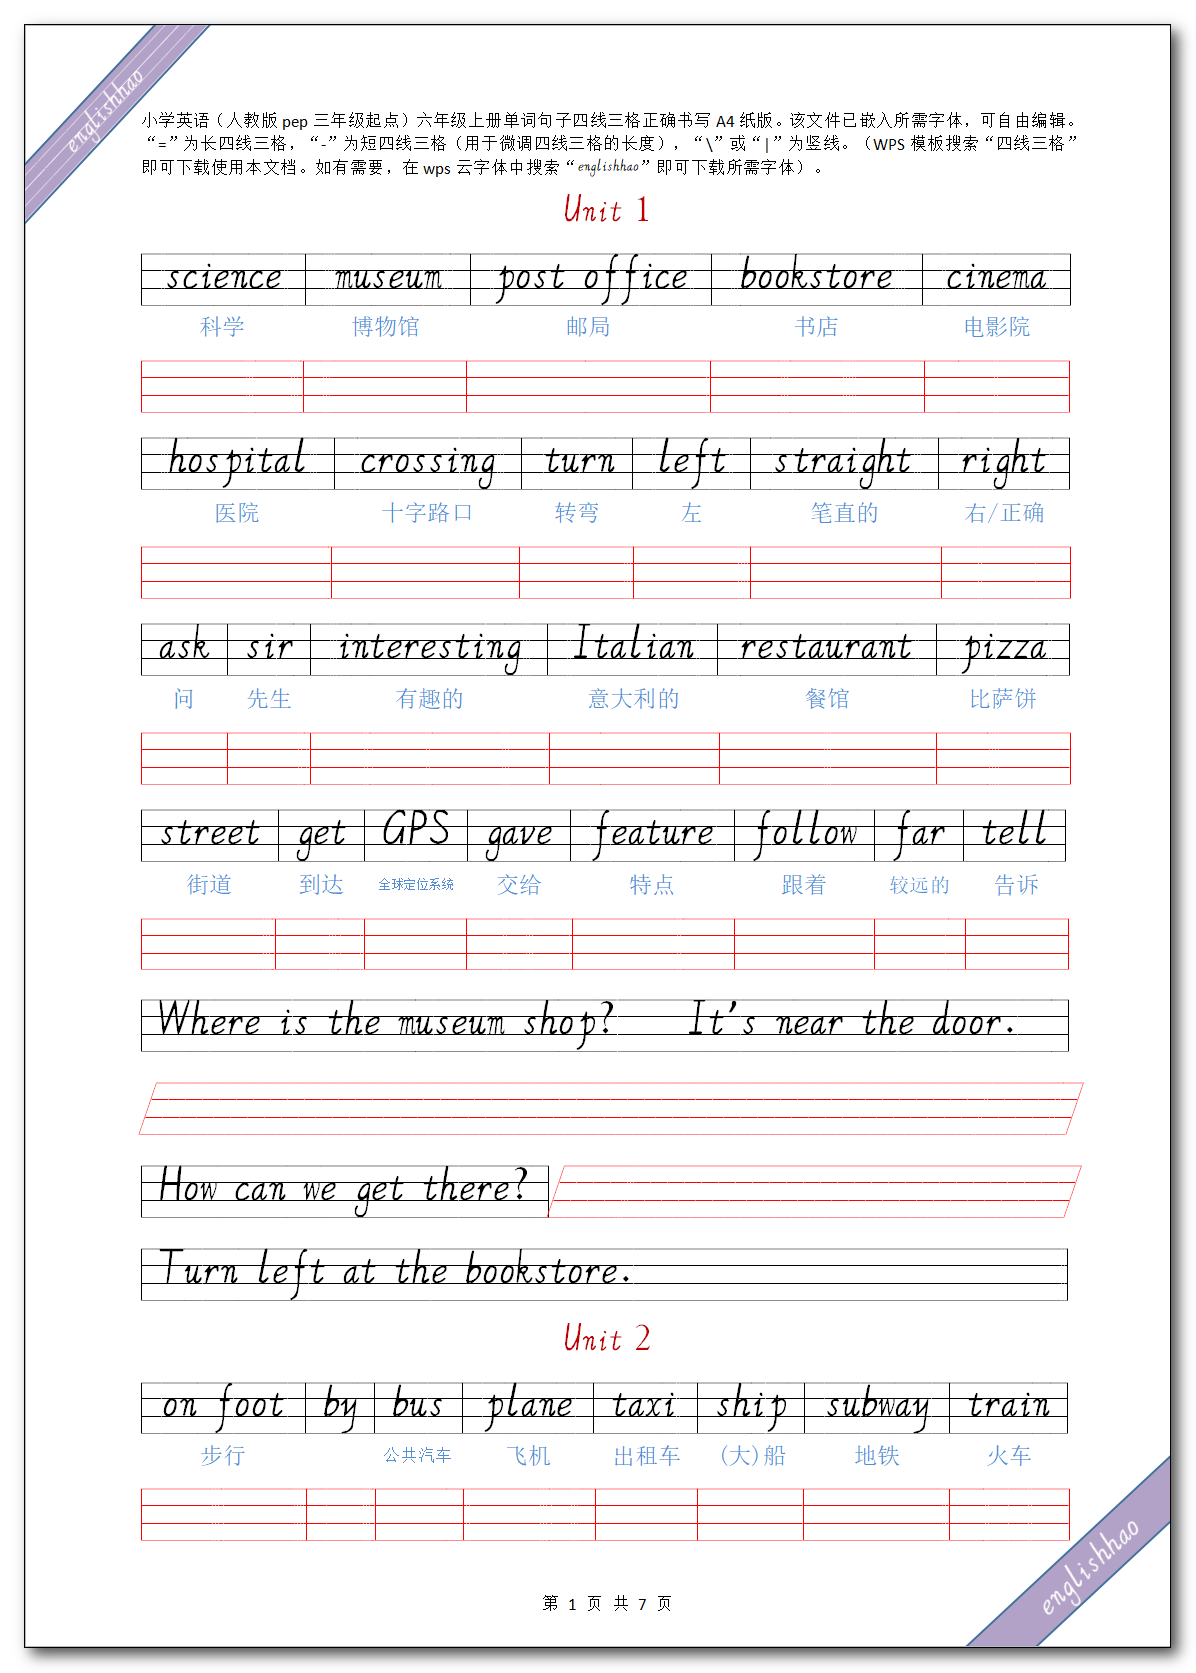 englishhao
小学英语（人教版 pep 三年级起点）六年级上册单词句子四线三格正确书写 A4 纸版。该文件已嵌入所需字体，可自由编辑。
“=”为长四线三格，“-”为短四线三格（用于微调四线三格的长度），“\”或“|”为竖线。（WPS 模板搜索“四线三格”
即可下载使用本文档。如有需要，在 wps 云字体中搜索“englishhao”即可下载所需字体）。
Unit 1
science museum post office bookstore cinema
科学 博物馆 邮局 书店 电影院
hospital crossing turn left straight right
医院 十字路口 转弯 左 笔直的 右/正确
ask sir interesting Italian restaurant pizza
问 先生 有趣的 意大利的 餐馆 比萨饼
street get GPS gave feature follow far tell
街道 到达 全球定位系统 交给 特点 跟着 较远的 告诉
Where is the museum shop? It's near the door.
How can we get there?
Turn left at the bookstore.
Unit 2
on foot by bus plane taxi ship subway train
步行 公共汽车 飞机 出租车 (大)船 地铁 火车
englishhao
第 1 页 共 7 页